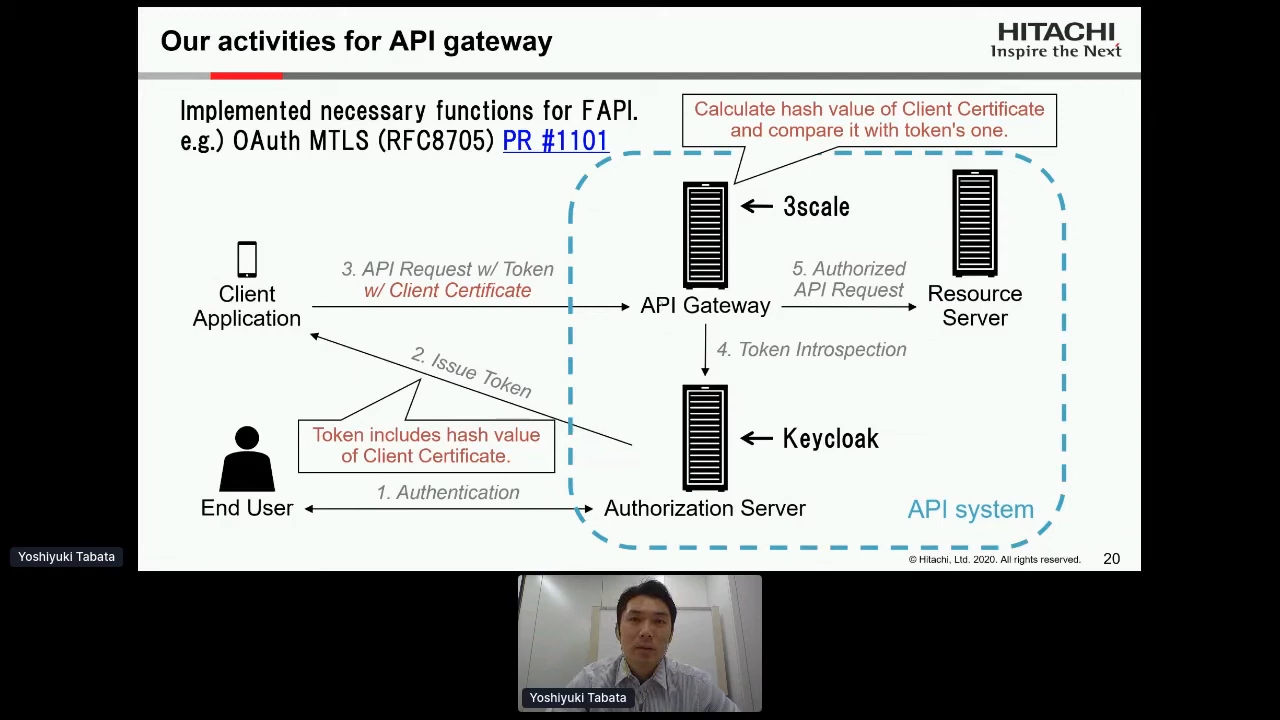 Our activities for API gateway
HITACHI
Inspire the Next
Implemented necessary functions for FAPI.
e.g.) OAuth MTLS (RFC8705) PR #1101
Calculate hash value of Client Certificate
and compare it with token's one.
3scale
3. API Request w/ Token
w/ Client Certificate
5. Authorized
API Request
Client
Application
API Gateway
Resource
Server
4. Token Introspection
2. Issue Token
Token includes hash value
of Client Certificate.
Keycloak
1. Authentication
End User
Authorization Server
API system
© Hitachi, Ltd. 2020. All rights reserved.
20
Yoshiyuki Tabata
Yoshiyuki Tabata